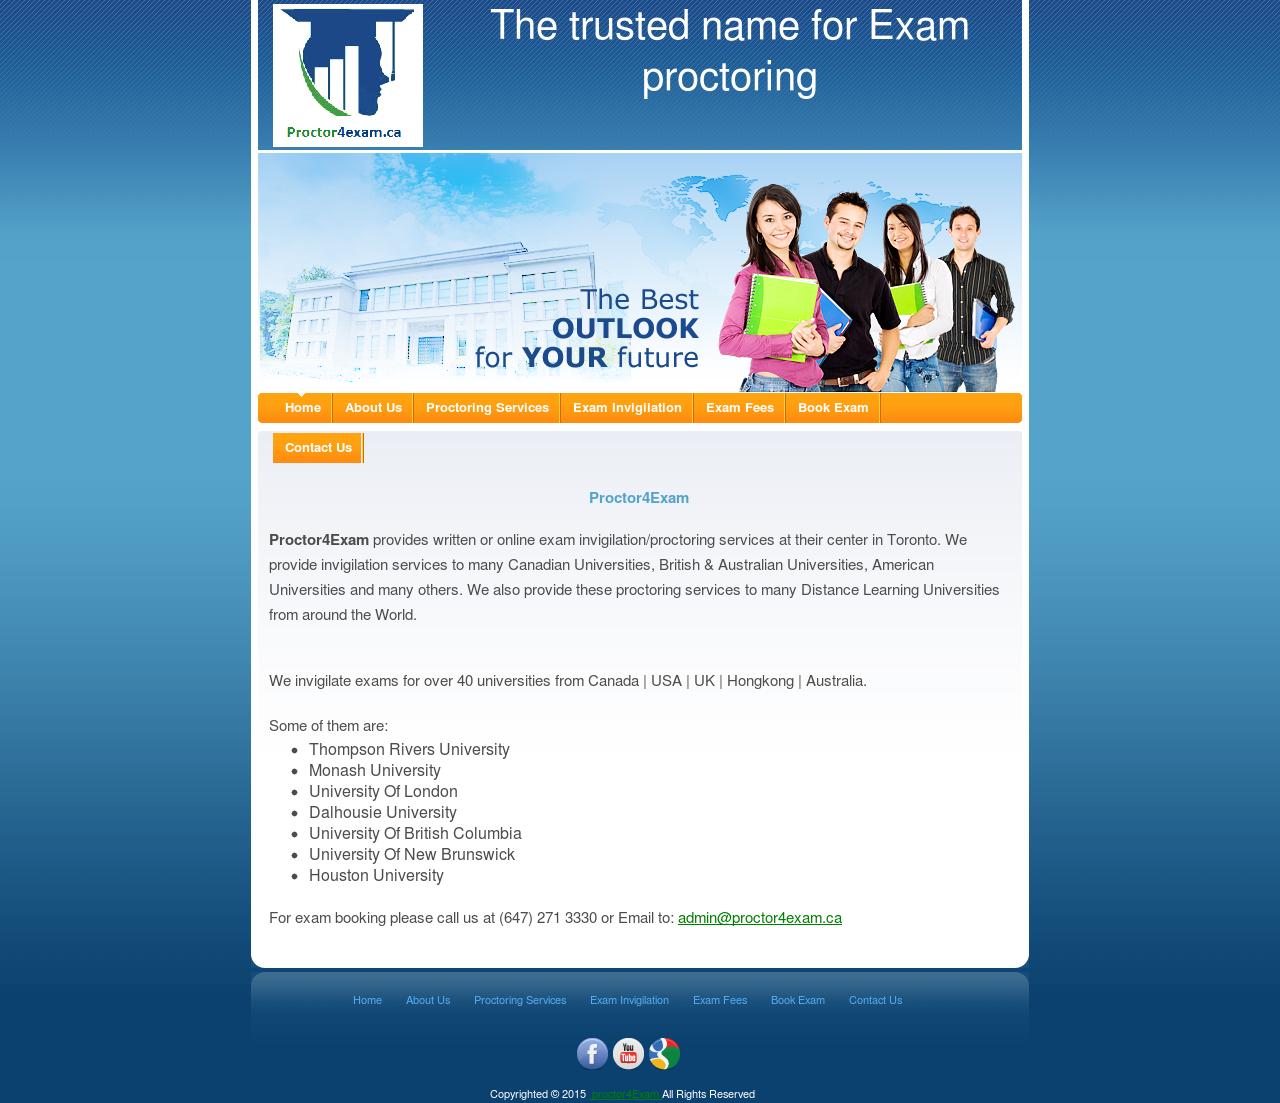 The trusted name for Exam
proctoring
Proctor4exam.ca
The Best
OUTLOOK
for YOUR future
Home About Us Proctoring Services Exam Invigilation Exam Fees Book Exam
Contact Us
Proctor4Exam
Proctor4Exam provides written or online exam invigilation/proctoring services at their center in Toronto. We
provide invigilation services to many Canadian Universities, British & Australian Universities, American
Universities and many others. We also provide these proctoring services to many Distance Learning Universities
from around the World.
We invigilate exams for over 40 universities from Canada | USA | UK | Hongkong | Australia.
Some of them are:
• Thompson Rivers University
• Monash University
• University Of London
• Dalhousie University
• University Of British Columbia
• University Of New Brunswick
• Houston University
For exam booking please call us at (647) 271 3330 or Email to: admin@proctor4exam.ca
Home About Us Proctoring Services Exam Invigilation Exam Fees Book Exam Contact Us
f You Tube g
Copyrighted © 2015 proctor4Exam All Rights Reserved